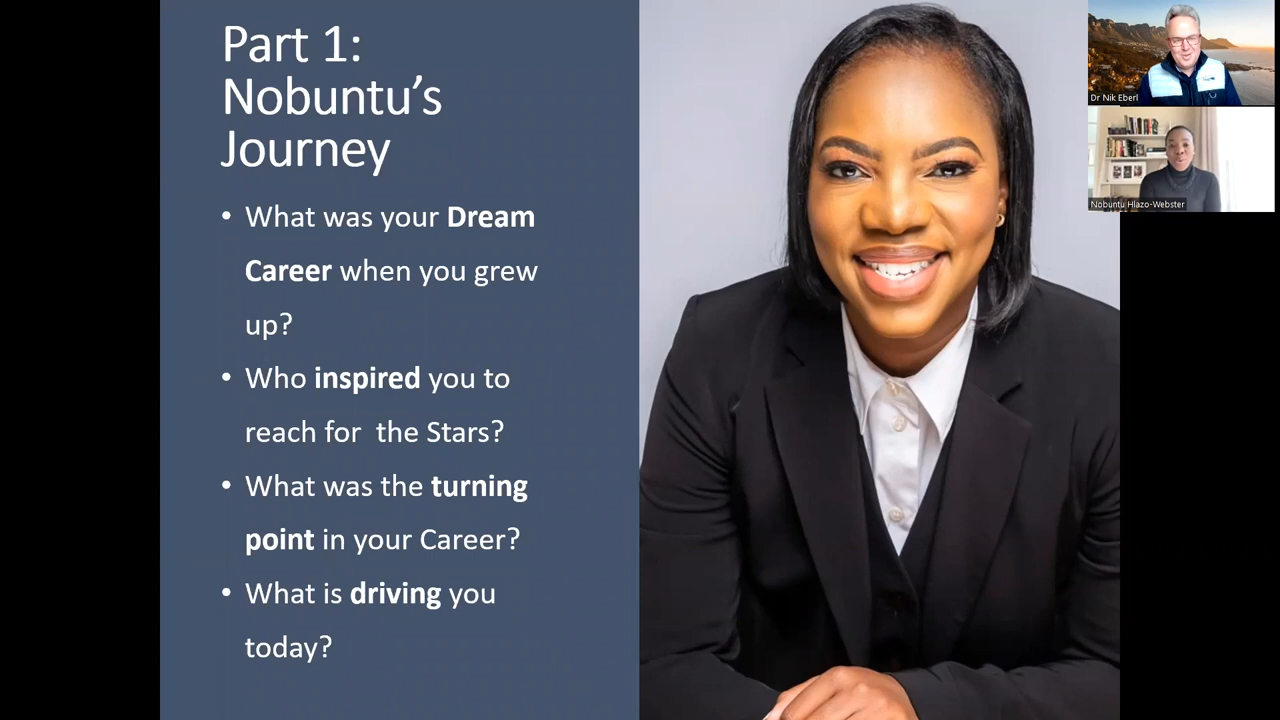 Part 1:
Nobuntu’s
Journey
• What was your Dream
Career when you grew
up?
• Who inspired you to
reach for  the Stars?
• What was the turning
point in your Career?
• What is driving you
today?
Dr Nik Eberl
Nobuntu Hlazo-Webster